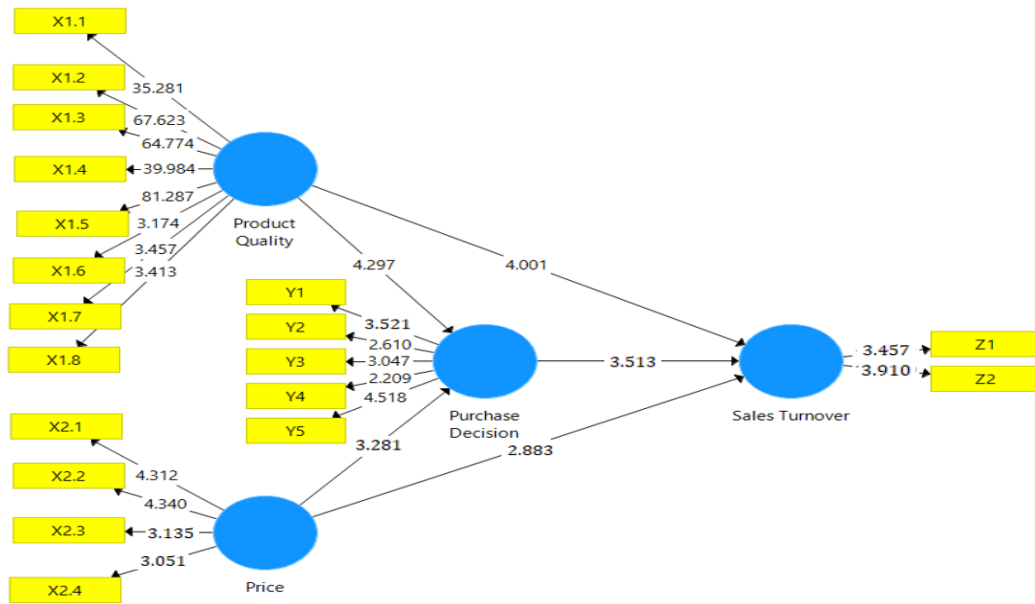 X1.1
35.281
X1.2
67.623
X1.3
64.774
X1.4
39.984
81.287
X1.5
3.174
3.457
X1.6
3.413
X1.7
X1.8
Product
Quality
4.297
4.001
Y1
3.521
Y2
2.610
Y3
3.047
Y4
2.209
4.518
Y5
Purchase
Decision
3.513
Sales Turnover
3.457
Z1
3.910
Z2
3.281
2.883
X2.1
4.312
X2.2
4.340
X2.3
3.135
3.051
X2.4
Price